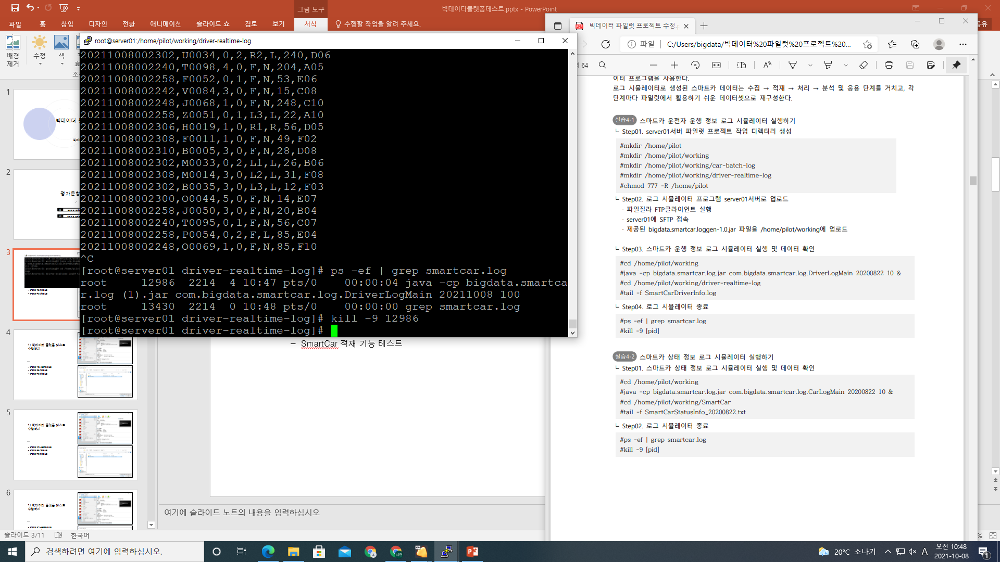 그림 도구
빅데이터플랫폼테스트.pptx - PowerPoint
파일 홈 삽입 디자인 전환 애니메이션 슬라이드 쇼 검토 보기 서식 수행할 작업을 알려 주세요.
공유
배경
제거
수정
색
root@server01:/home/pilot/working/driver-realtime-log
20211008002302,U0034,0,2,R2,L,240,D06
20211008002240,T0098,4,0,F,N,204,A05
20211008002258,F0052,0,1,F,N,53,E06
20211008002242,V0084,3,0,F,N,15,C08
20211008002248,J0068,1,0,F,N,248,C10
20211008002258,Z0051,0,1,L3,L,22,A10
20211008002306,H0019,1,0,R1,R,56,D05
20211008002308,F0011,1,0,F,N,49,F02
20211008002310,B0005,3,0,F,N,28,D08
20211008002302,M0033,0,2,L1,L,26,B06
20211008002308,M0014,3,0,L2,L,31,F08
20211008002302,B0035,3,0,L3,L,12,F03
20211008002300,O0044,5,0,F,N,14,E07
20211008002258,J0050,3,0,F,N,20,B04
20211008002240,T0095,0,1,F,N,56,C07
20211008002258,P0054,0,2,F,L,85,E04
20211008002248,O0069,1,0,F,N,85,F10
^C
[root@server01 driver-realtime-log]# ps -ef | grep smartcar.log
root 12986 2214 4 10:47 pts/0 00:00:04 java -cp bigdata.smartca
r.log (1).jar com.bigdata.smartcar.log.DriverLogMain 20211008 100
root 13430 2214 0 10:48 pts/0 00:00:00 grep smartcar.log
[root@server01 driver-realtime-log]# kill -9 12986
[root@server01 driver-realtime-log]#
1
2
3
4
5
6
– SmartCar 적재 기능 테스트
여기에 슬라이드 노트의 내용을 입력하십시오
슬라이드 3/11 한국어
빅데이터 파일럿 프로젝트 수정
파일 C:/Users/bigdata/빅데이터%20파일럿%20프로젝트%20...
의 64
이터 프로그램을 사용한다.
로그 시뮬레이터로 생성된 스마트카 데이터는 수집 → 적재 → 처리 → 분석 및 응용 단계를 거치고, 각
단계마다 파일럿에서 활용하기 쉬운 데이터셋으로 재구성한다.
실습4-1 스마트카 운전자 운행 정보 로그 시뮬레이터 실행하기
ㄴ Step01. server01서버 파일럿 프로젝트 작업 디렉터리 생성
#mkdir /home/pilot
#mkdir /home/pilot/working
#mkdir /home/pilot/working/car-batch-log
#mkdir /home/pilot/working/driver-realtime-log
#chmod 777 -R /home/pilot
ㄴ Step02. 로그 시뮬레이터 프로그램 server01서버로 업로드
· 파일질라 FTP클라이언트 실행
· server01에 SFTP 접속
· 제공된 bigdata.smartcar.loggen-1.0.jar 파일을 /home/pilot/working에 업로드
ㄴ Step03. 스마트카 운행 정보 로그 시뮬레이터 실행 및 데이터 확인
#cd /home/pilot/working
#java -cp bigdata.smartcar.log.jar com.bigdata.smartcar.log.DriverLogMain 20200822 10 &
#cd /home/pilot/working/driver-realtime-log
#tail -f SmartCarDriverInfo.log
ㄴ Step04. 로그 시뮬레이터 종료
#ps -ef | grep smartcar.log
#kill -9 [pid]
실습4-2 스마트카 상태 정보 로그 시뮬레이터 실행하기
ㄴ Step01. 스마트카 상태 정보 로그 시뮬레이터 실행 및 데이터 확인
#cd /home/pilot/working
#java -cp bigdata.smartcar.log.jar com.bigdata.smartcar.log.CarLogMain 20200822 10 &
#cd /home/pilot/working/SmartCar
#tail -f SmartCarStatusInfo_20200822.txt
ㄴ Step02. 로그 시뮬레이터 종료
#ps -ef | grep smartcar.log
#kill -9 [pid]
검색하려면 여기에 입력하십시오.
20°C 소나기
A
오전 10:48
2021-10-08
1